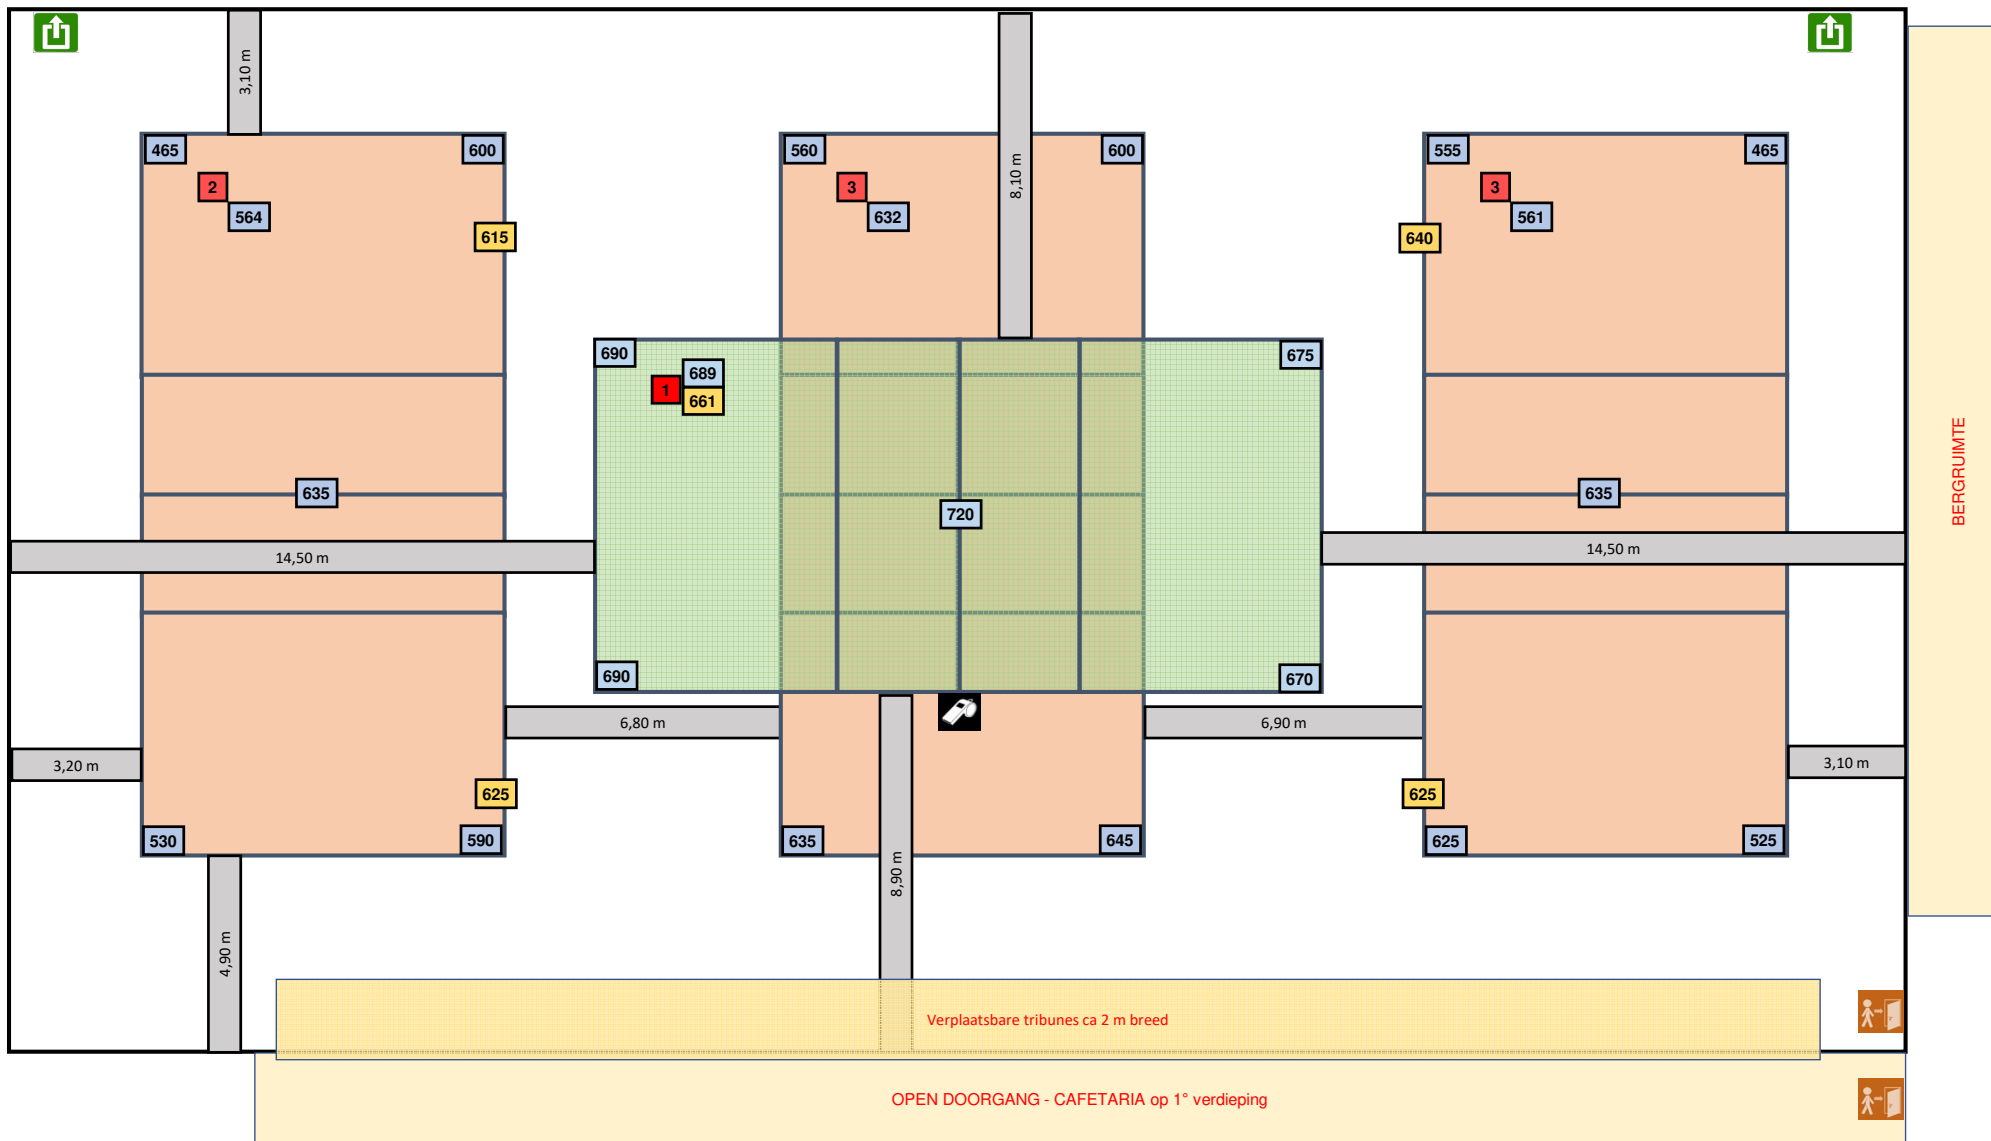 3,10 m
8,10 m
465
600
560
600
555
465
2
564
3
632
3
561
615
640
690
689
675
1
661
635
720
635
14,50 m
14,50 m
690
670
6,80 m
6,90 m
3,20 m
3,10 m
625
625
530
590
635
645
625
525
8,90 m
4,90 m
BERGRUIMTE
Verplaatsbare tribunes ca 2 m breed
OPEN DOORGANG - CAFETARIA op 1° verdieping